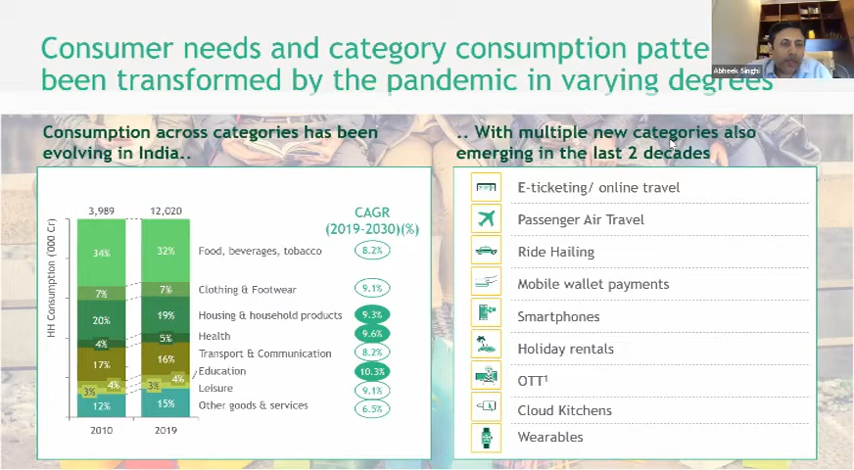 Consumer needs and category consumption patte
been transformed by the pandemic in varying degrees
Abheek Singhi
Consumption across categories has been
evolving in India..
HH Consumption ('000 Cr)
3,989
12,020
34%
32%
7%
7%
20%
19%
4%
5%
17%
16%
4%
4%
3%
3%
12%
15%
2010
2019
CAGR
(2019-2030)(%)
Food, beverages, tobacco
8.2%
Clothing & Footwear
9.1%
Housing & household products
9.3%
Health
9.6%
Transport & Communication
8.2%
Education
10.3%
Leisure
9.1%
Other goods & services
6.5%
.. With multiple new categories also
emerging in the last 2 decades
E-ticketing/ online travel
Passenger Air Travel
Ride Hailing
Mobile wallet payments
Smartphones
Holiday rentals
OTT¹
Cloud Kitchens
Wearables